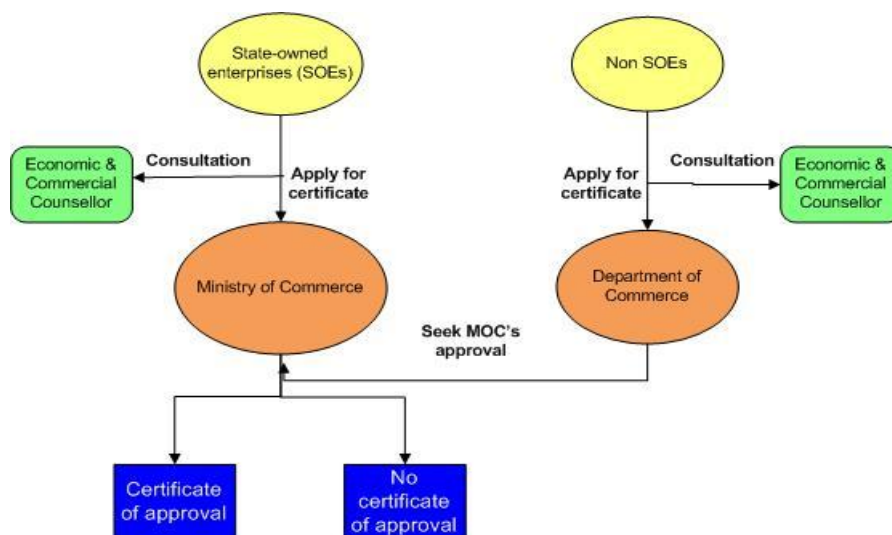 State-owned
enterprises (SOEs)
Non SOEs
Economic &
Commercial
Counsellor
Consultation
Apply for
certificate
Apply for
certificate
Consultation
Economic &
Commercial
Counsellor
Ministry of Commerce
Department of
Commerce
Seek MOC's
approval
Certificate
of approval
No
certificate
of approval